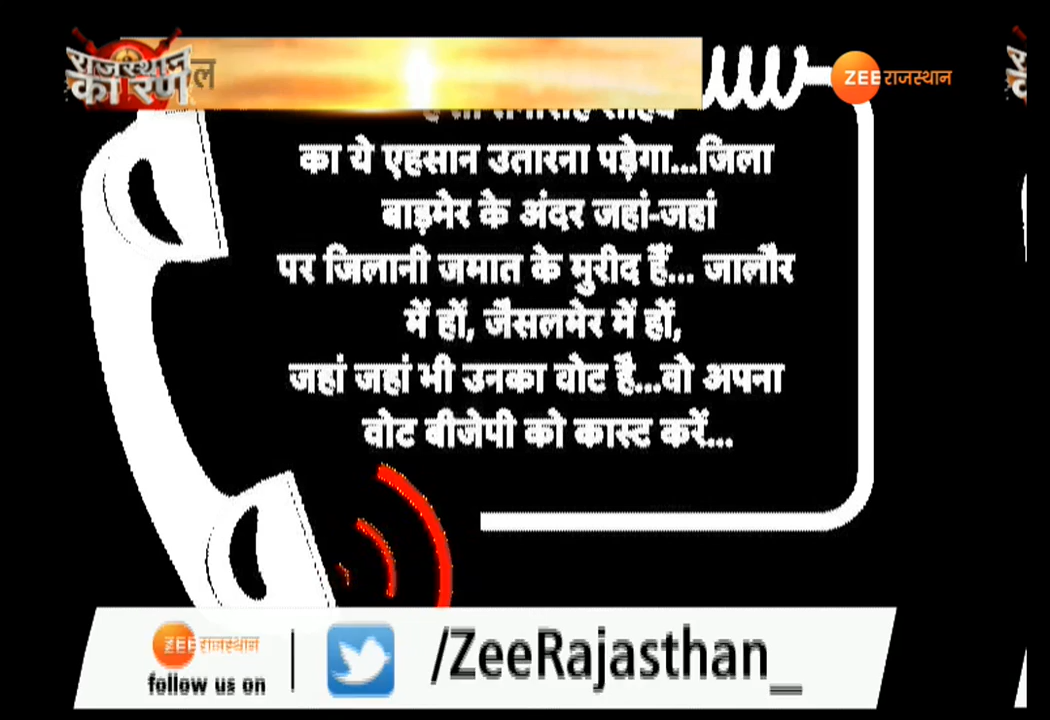 राजस्थान
का रण
ZEE राजस्थान
का ये एहसान उतारना पड़ेगा...जिला
बाड़मेर के अंदर जहां-जहां
पर जिलानी जमात के मुरीद हैं... जालौर
में हों, जैसलमेर में हों,
जहां जहां भी उनका वोट है...वो अपना
वोट बीजेपी को कास्ट करें...
ZEE राजस्थान
follow us on
/ZeeRajasthan_